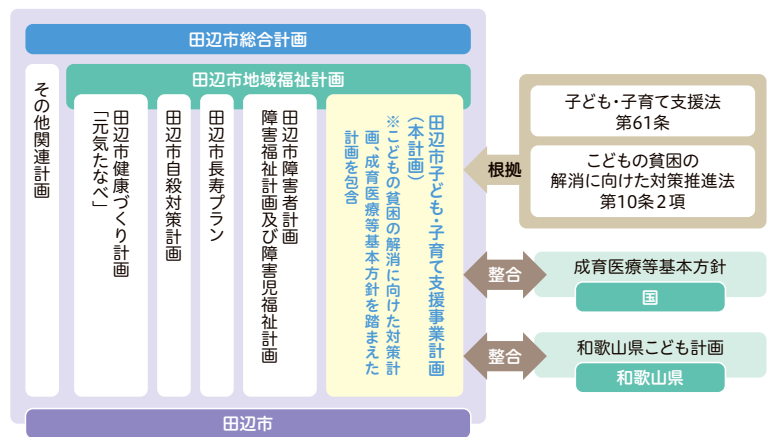 田辺市総合計画
田辺市地域福祉計画
その他関連計画
田辺市健康づくり計画
「元気たなべ」
田辺市自殺対策計画
田辺市長寿プラン
田辺市障害者計画
障害福祉計画及び障害児福祉計画
田辺市子ども・子育て支援事業計画
（本計画）
※こどもの貧困の解消に向けた対策計
画、成育医療等基本方針を踏まえた
計画を包含
田辺市
根拠
子ども・子育て支援法
第61条
こどもの貧困の
解消に向けた対策推進法
第10条2項
整合
成育医療等基本方針
国
整合
和歌山県こども計画
和歌山県